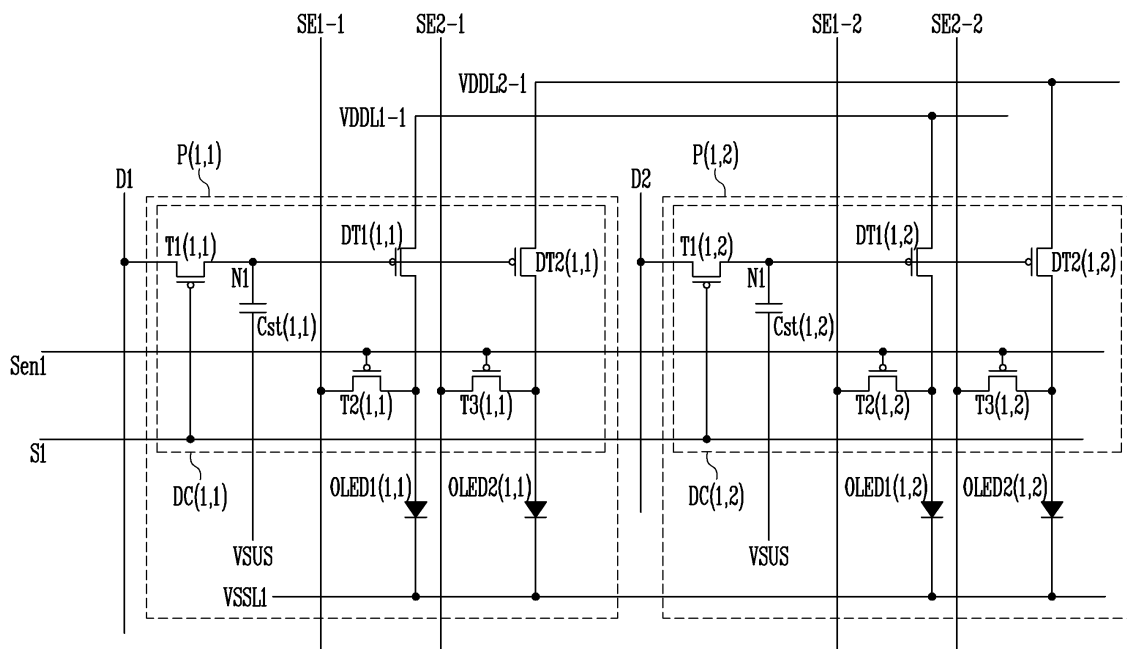 SE1-1 SE2-1 SE1-2 SE2-2
VDDL2-1
VDDL1-1
P(1,1) P(1,2)
D1 D2
T1(1,1) DT1(1,1) T1(1,2) DT1(1,2)
N1 DT2(1,1) N1 DT2(1,2)
Cst(1,1) Cst(1,2)
Sen1
T2(1,1) T3(1,1) T2(1,2) T3(1,2)
S1
DC(1,1) OLED1(1,1) OLED2(1,1) DC(1,2) OLED1(1,2) OLED2(1,2)
VSUS VSUS
VSSL1